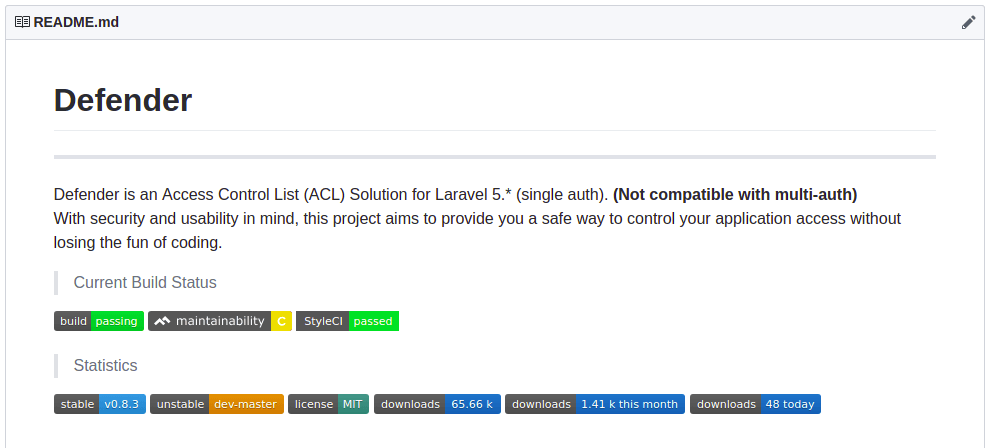 README.md
Defender
Defender is an Access Control List (ACL) Solution for Laravel 5.* (single auth). (Not compatible with multi-auth)
With security and usability in mind, this project aims to provide you a safe way to control your application access without
losing the fun of coding.
Current Build Status
build passing maintainability C StyleCI passed
Statistics
stable v0.8.3 unstable dev-master license MIT downloads 65.66 k downloads 1.41 k this month downloads 48 today